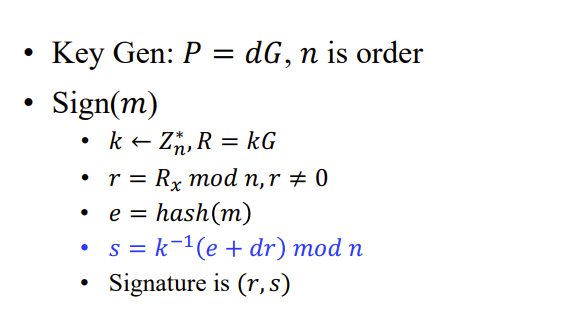 • Key Gen: P = dG, n is order
• Sign(m)
• k ← Z*ₙ, R = kG
• r = Rₓ mod n, r ≠ 0
• e = hash(m)
• s = k⁻¹(e + dr) mod n
• Signature is (r, s)